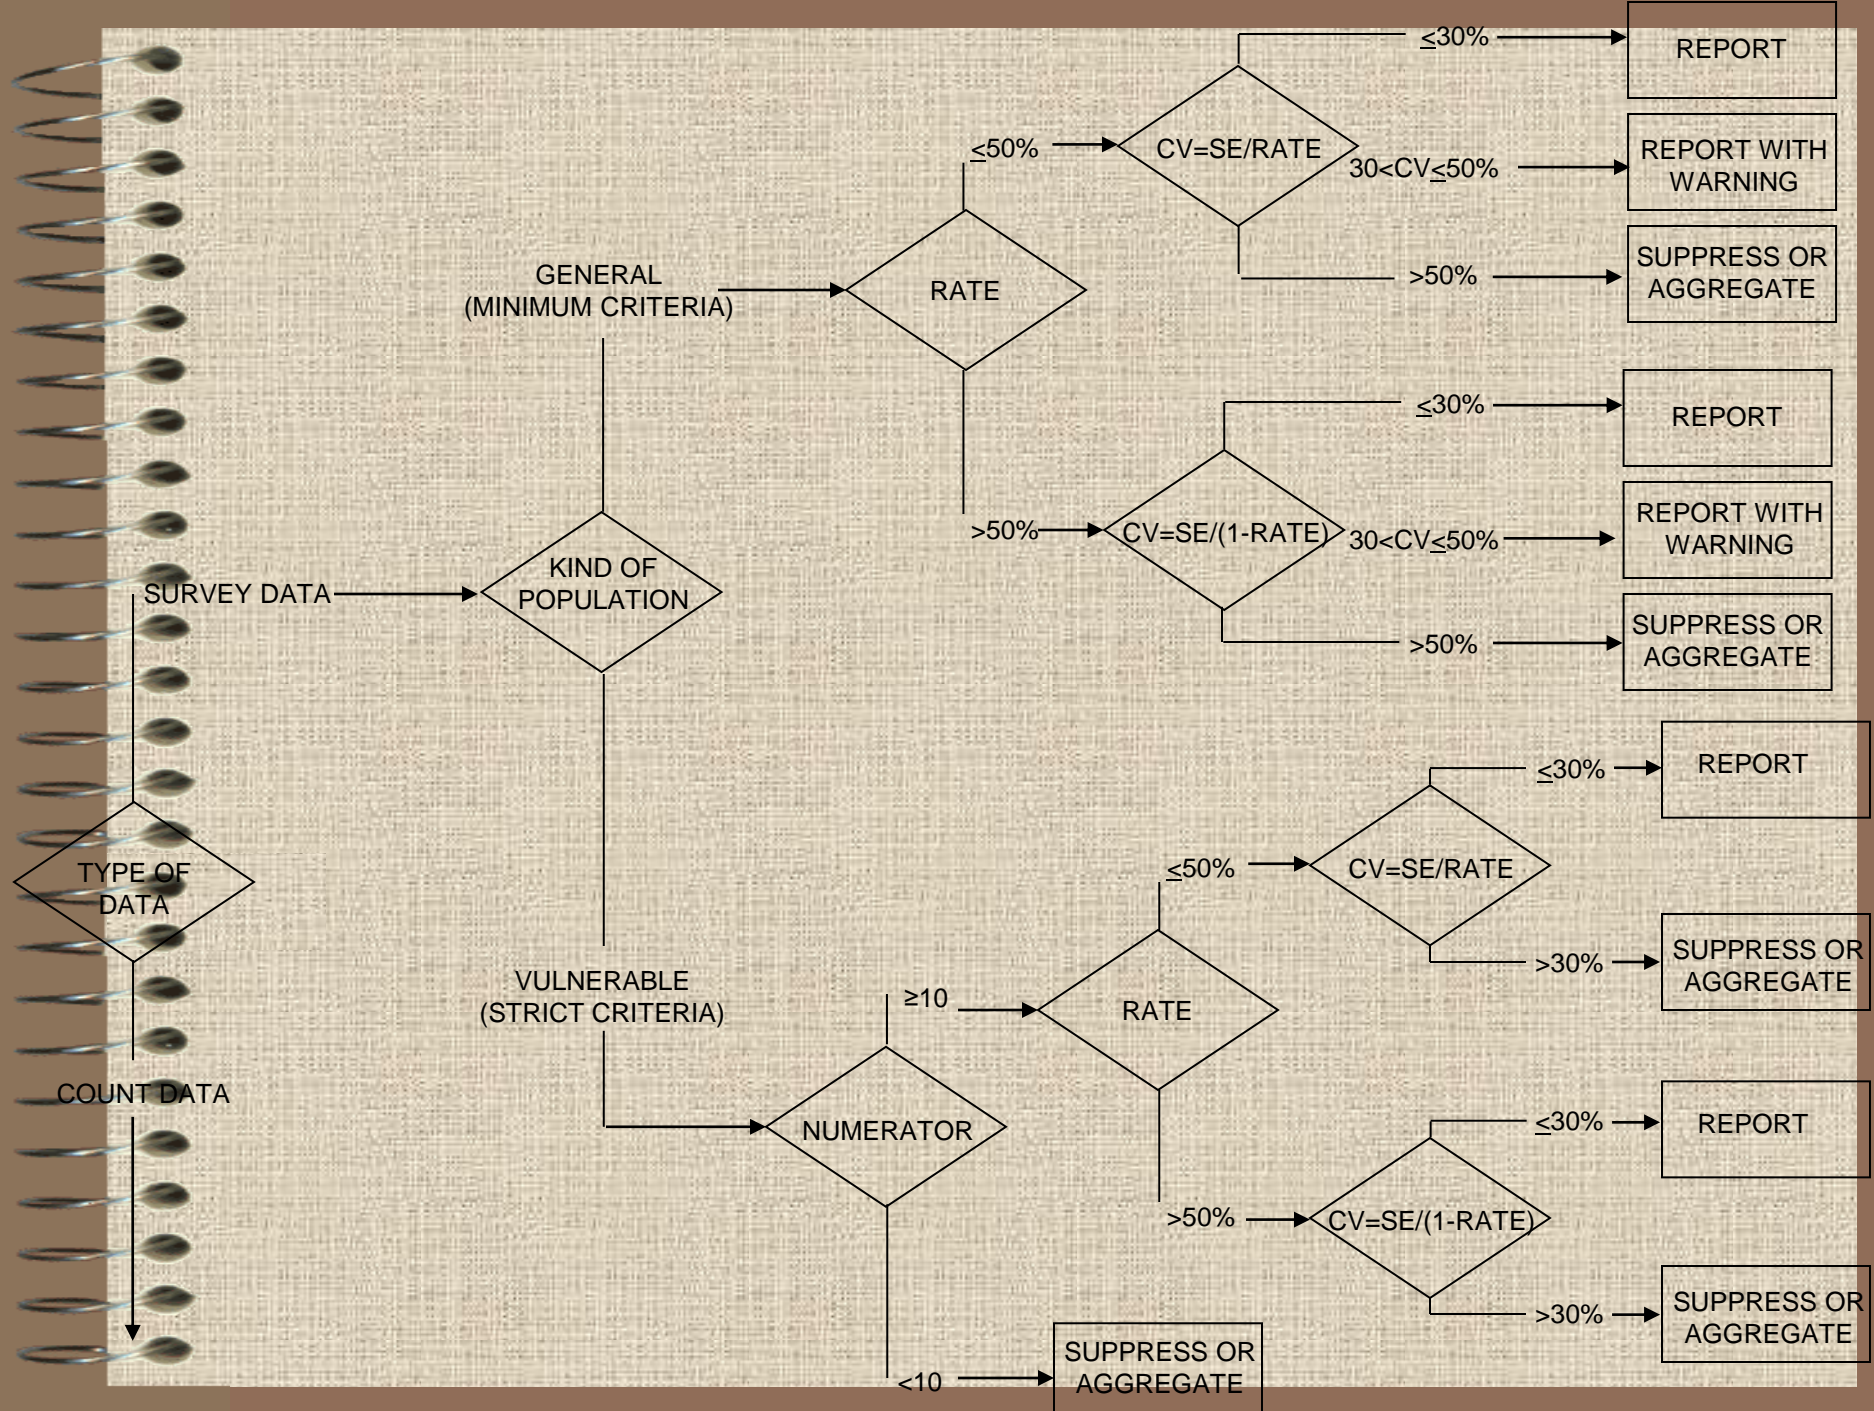 ≤30%
REPORT
≤50%
CV=SE/RATE
30<CV≤50%
REPORT WITH
WARNING
GENERAL
(MINIMUM CRITERIA)
RATE
>50%
SUPPRESS OR
AGGREGATE
≤30%
REPORT
>50%
CV=SE/(1-RATE)
30<CV≤50%
REPORT WITH
WARNING
SURVEY DATA
KIND OF
POPULATION
>50%
SUPPRESS OR
AGGREGATE
≤30%
REPORT
TYPE OF
DATA
≤50%
CV=SE/RATE
>30%
SUPPRESS OR
AGGREGATE
VULNERABLE
(STRICT CRITERIA)
≥10
RATE
COUNT DATA
NUMERATOR
≤30%
REPORT
>50%
CV=SE/(1-RATE)
>30%
SUPPRESS OR
AGGREGATE
<10
SUPPRESS OR
AGGREGATE